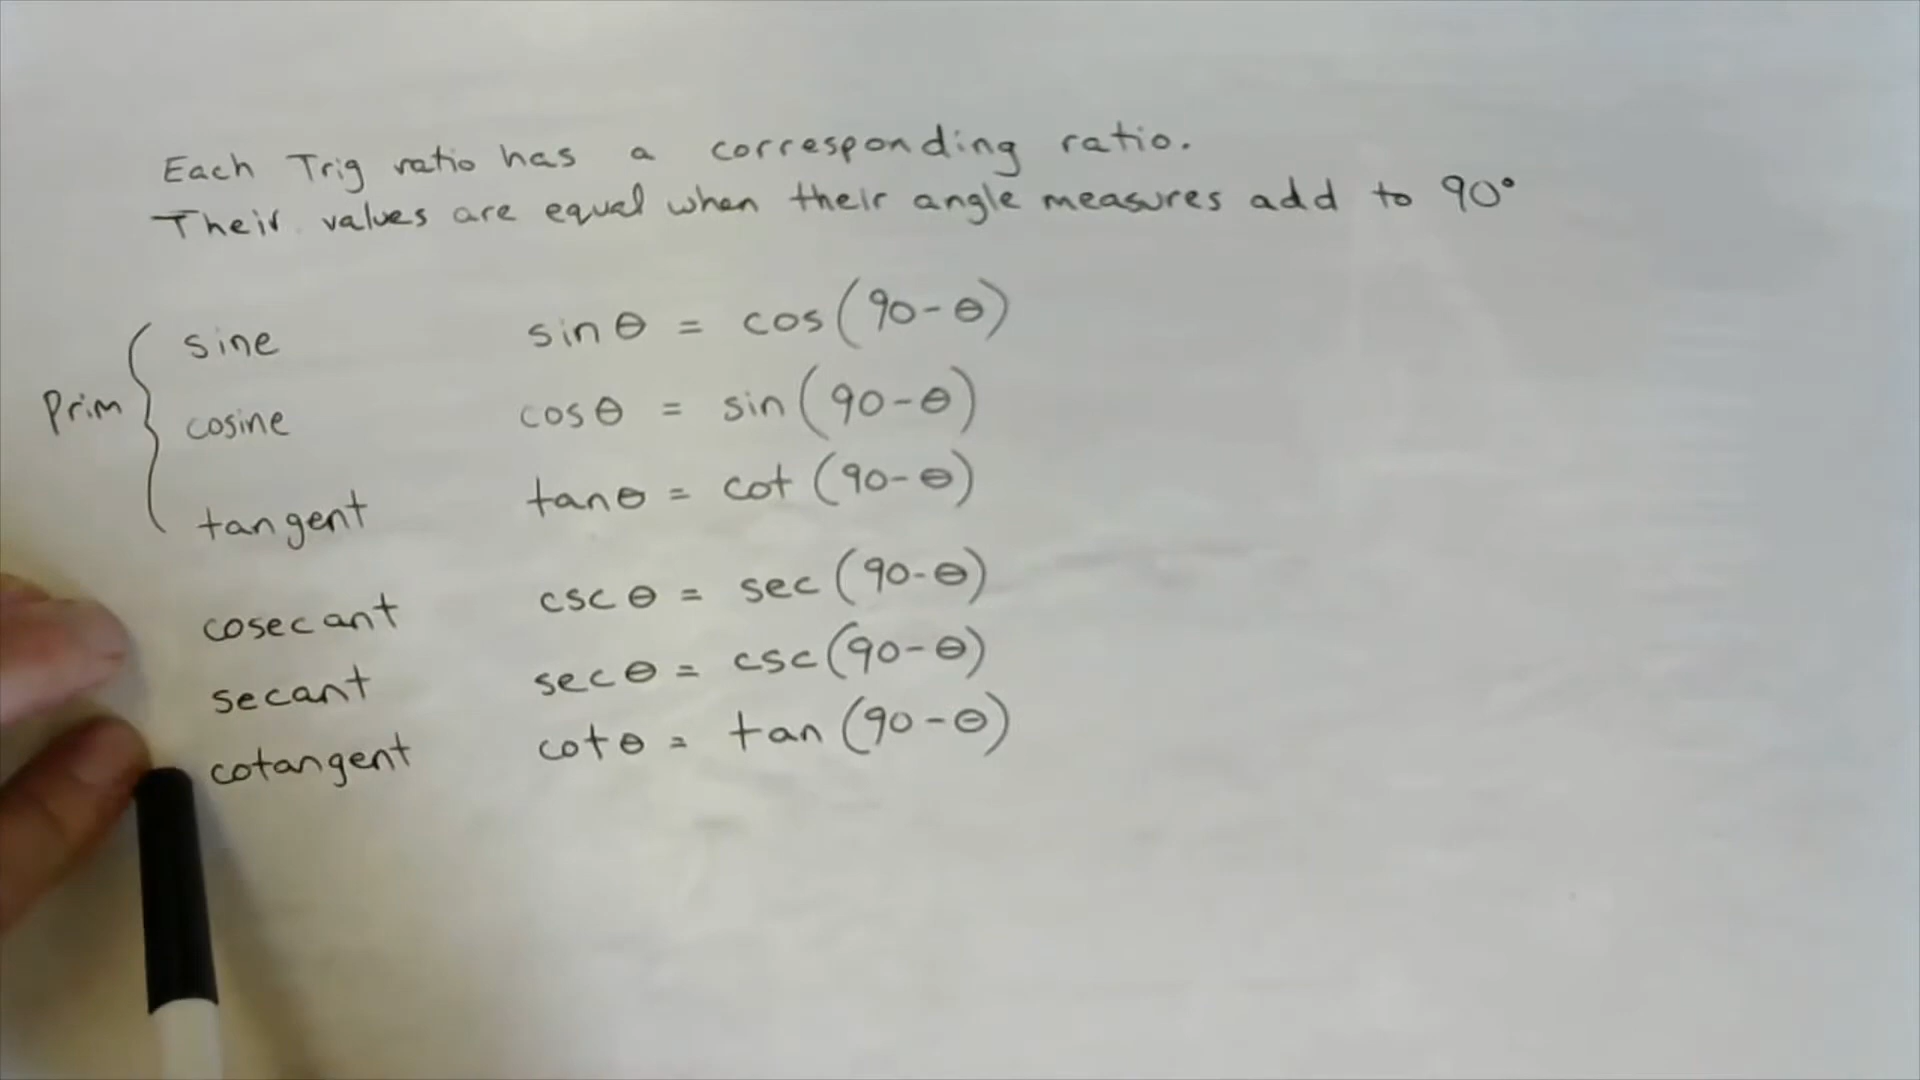 Each Trig ratio has a corresponding ratio.
Their values are equal when their angle measures add to 90°
Prim
sine sin θ = cos (90-θ)
cosine cos θ = sin (90-θ)
tangent tan θ = cot (90-θ)
cosecant csc θ = sec (90-θ)
secant sec θ = csc (90-θ)
cotangent cot θ = tan (90-θ)